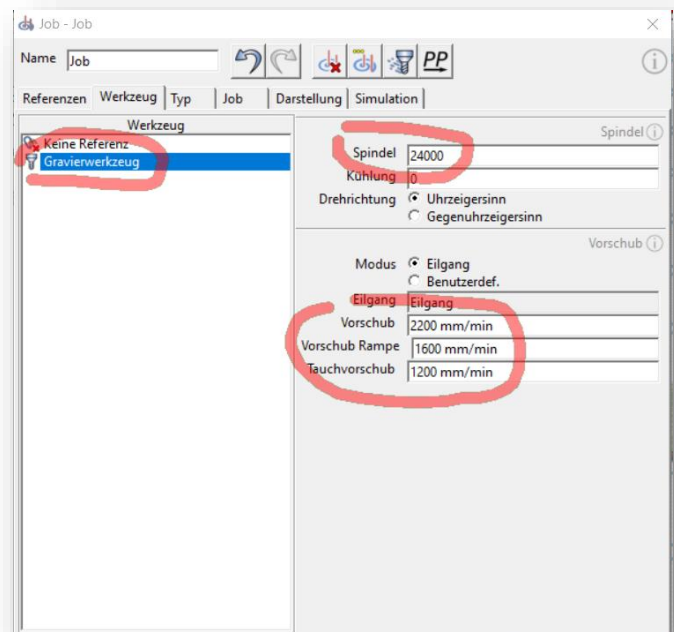 Job - Job
Name Job
PP
Referenzen Werkzeug Typ Job Darstellung Simulation
Werkzeug
Keine Referenz
Gravierwerkzeug
Spindel
Spindel 24000
Kühlung 0
Drehrichtung Uhrzeigersinn
Gegenuhrzeigersinn
Vorschub
Modus Eilgang
Benutzerdef.
Eilgang Eilgang
Vorschub 2200 mm/min
Vorschub Rampe 1600 mm/min
Tauchvorschub 1200 mm/min